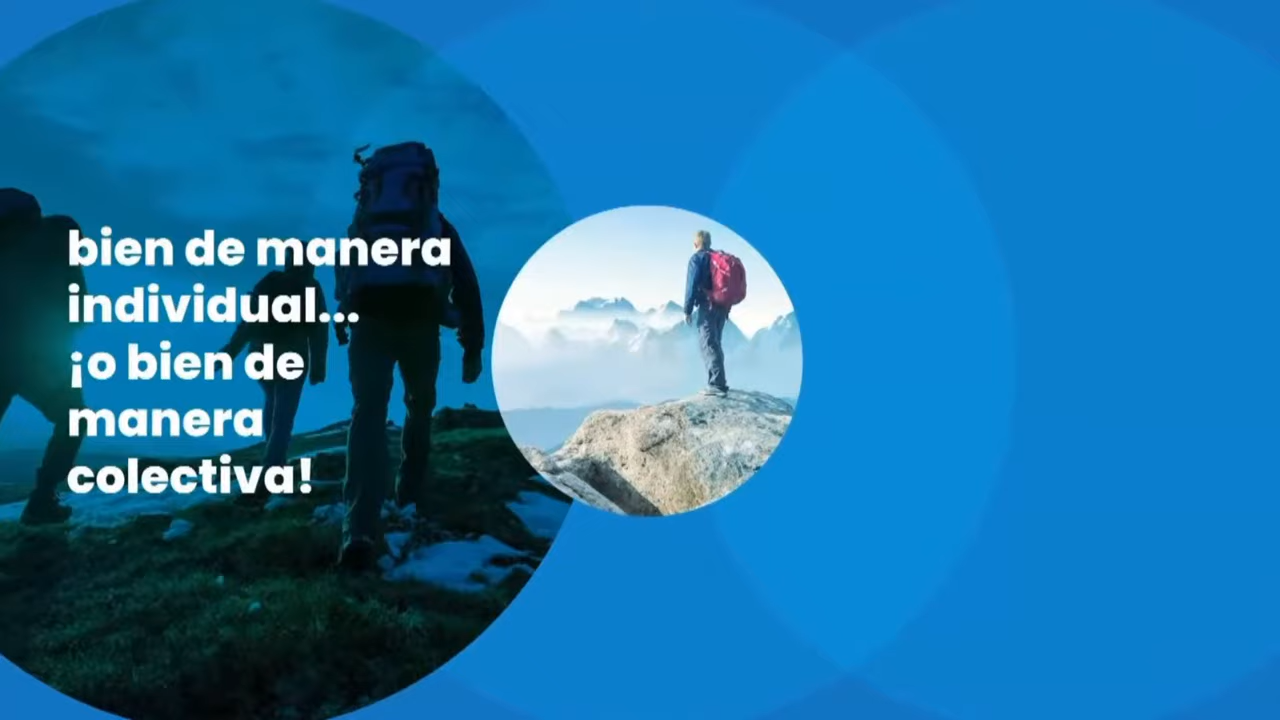 bien de manera
individual...
¡o bien de
manera
colectiva!